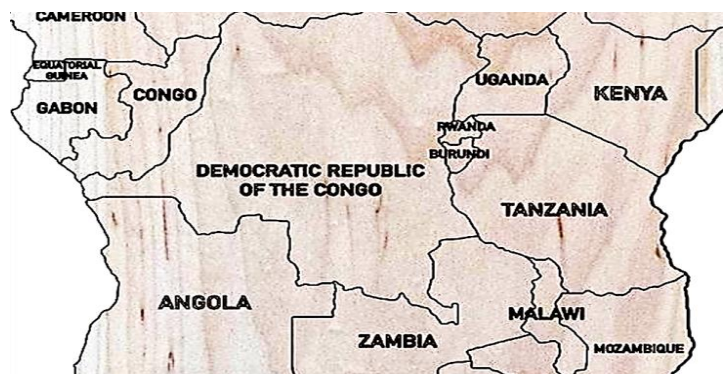 CAMEROON
EQUATORIAL
GUINEA
GABON
CONGO
UGANDA
KENYA
RWANDA
BURUNDI
DEMOCRATIC REPUBLIC
OF THE CONGO
TANZANIA
ANGOLA
ZAMBIA
MALAWI
MOZAMBIQUE